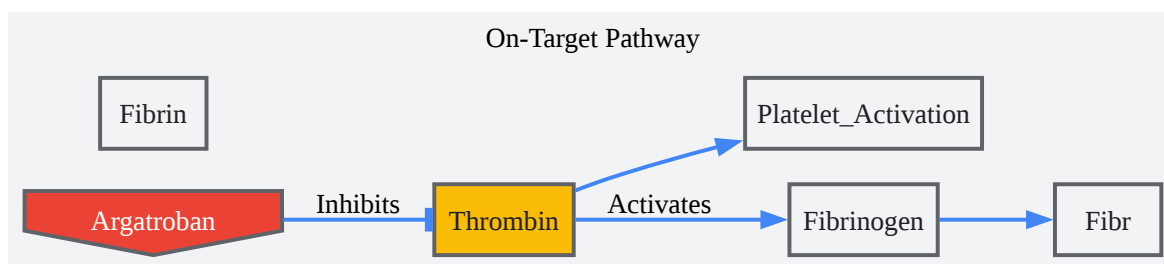 On-Target Pathway
Fibrin
Platelet_Activation
Argatroban
Inhibits
Thrombin
Activates
Fibrinogen
Fibr